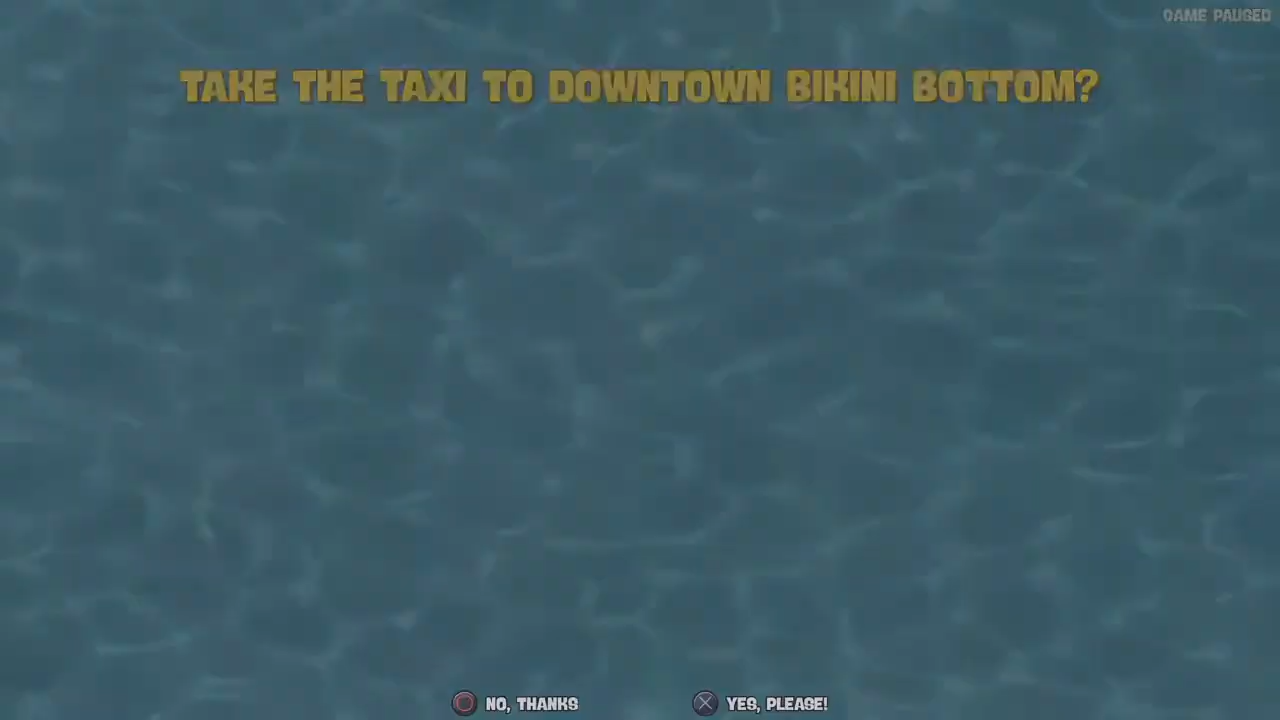 GAME PAUSED
TAKE THE TAXI TO DOWNTOWN BIKINI BOTTOM?
NO, THANKS
YES, PLEASE!